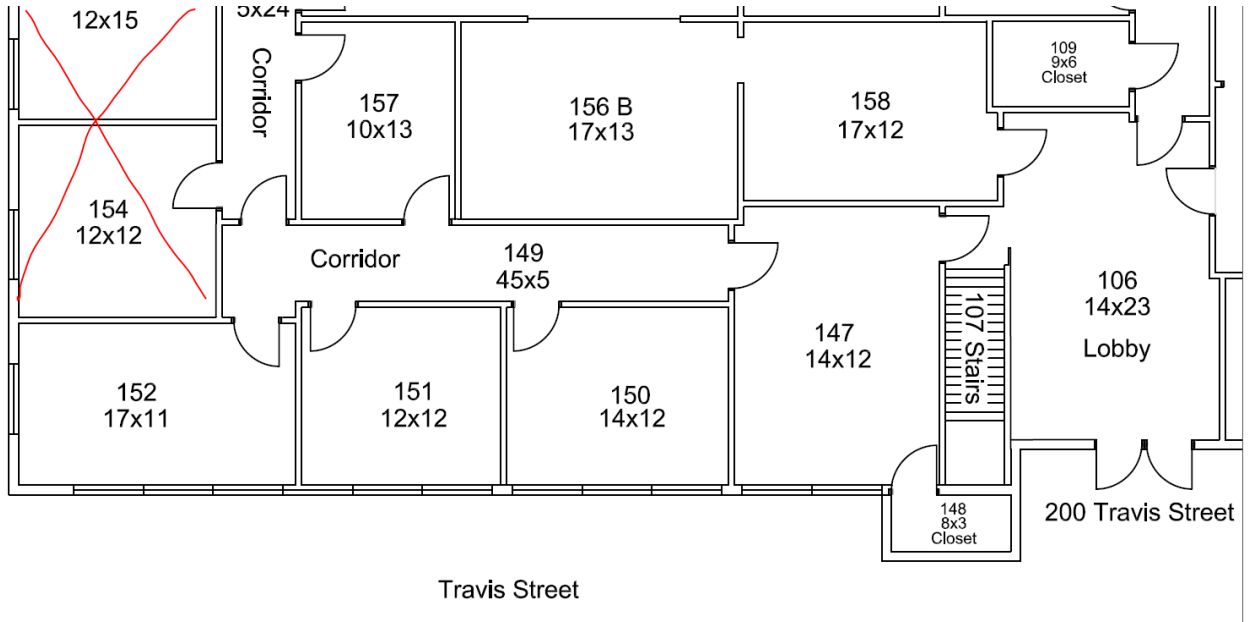 12x15
5x24
Corridor
109
9x6
Closet
157
10x13
156 B
17x13
158
17x12
154
12x12
Corridor
149
45x5
106
14x23
Lobby
147
14x12
107 Stairs
152
17x11
151
12x12
150
14x12
148
8x3
Closet
200 Travis Street
Travis Street